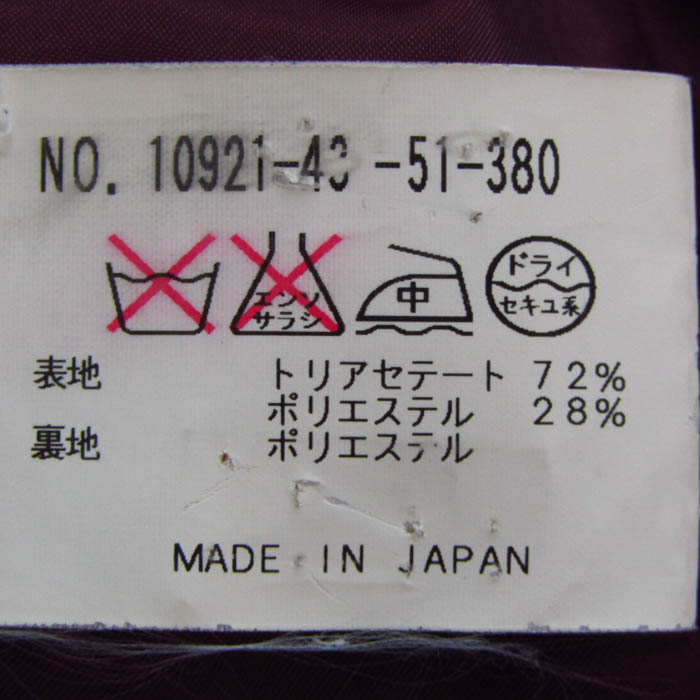 NO. 10921-43 -51-380
エンソ サラシ
中
ドライ セキユ系
表地 トリアセテート 72%
ポリエステル 28%
裏地 ポリエステル
MADE IN JAPAN